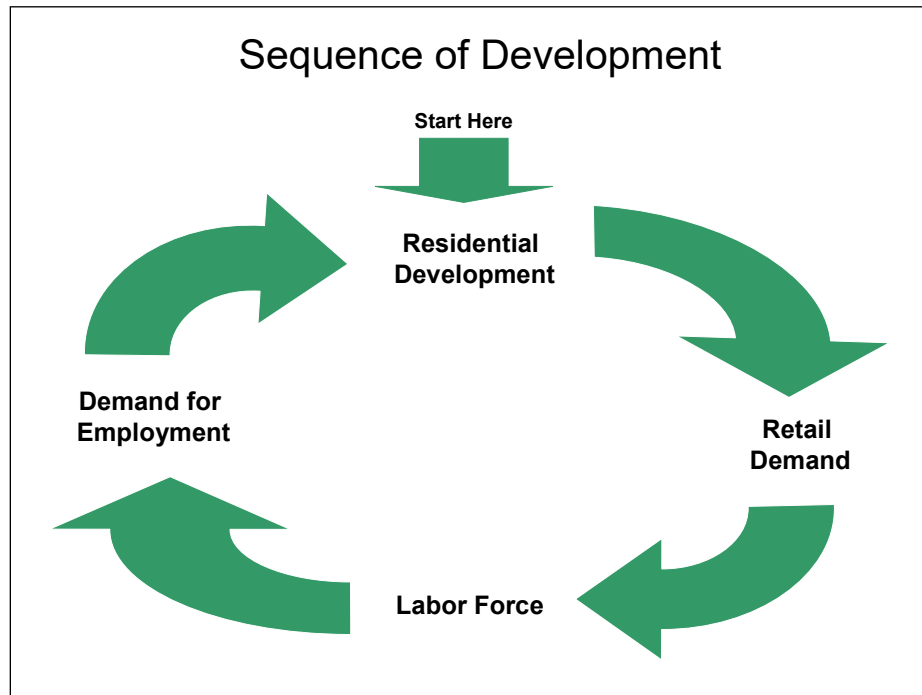 Sequence of Development
Start Here
Residential
Development
Retail
Demand
Labor Force
Demand for
Employment